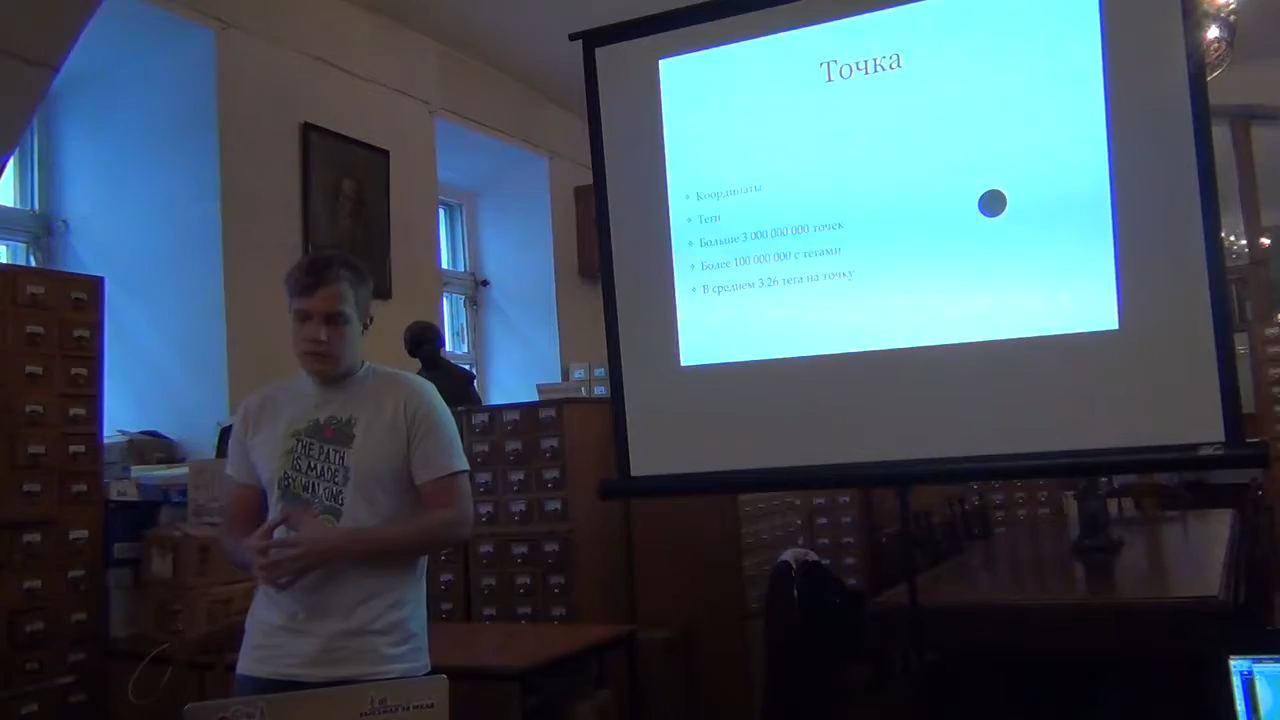 Точка
Координаты
Теги
Больше 3 000 000 000 точек
Более 100 000 000 с тегами
В среднем 3.26 тега на точку
THE PATH
IS MADE
BY WALKING